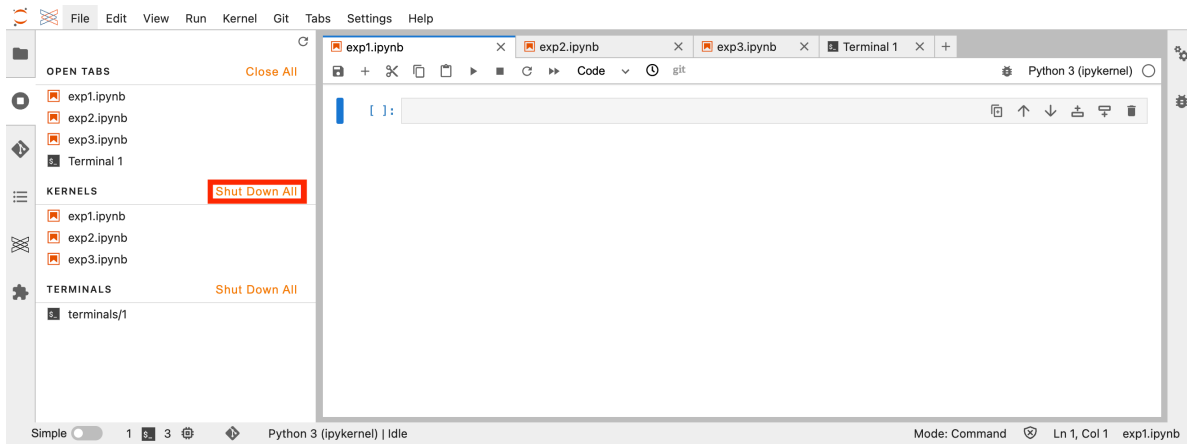 File Edit View Run Kernel Git Tabs Settings Help
exp1.ipynb exp2.ipynb exp3.ipynb Terminal 1
OPEN TABS Close All
Code git Python 3 (ipykernel)
exp1.ipynb
[ ]:
exp2.ipynb
exp3.ipynb
Terminal 1
KERNELS Shut Down All
exp1.ipynb
exp2.ipynb
exp3.ipynb
TERMINALS Shut Down All
terminals/1
Simple 1 3 Python 3 (ipykernel) | Idle Mode: Command Ln 1, Col 1 exp1.ipynb